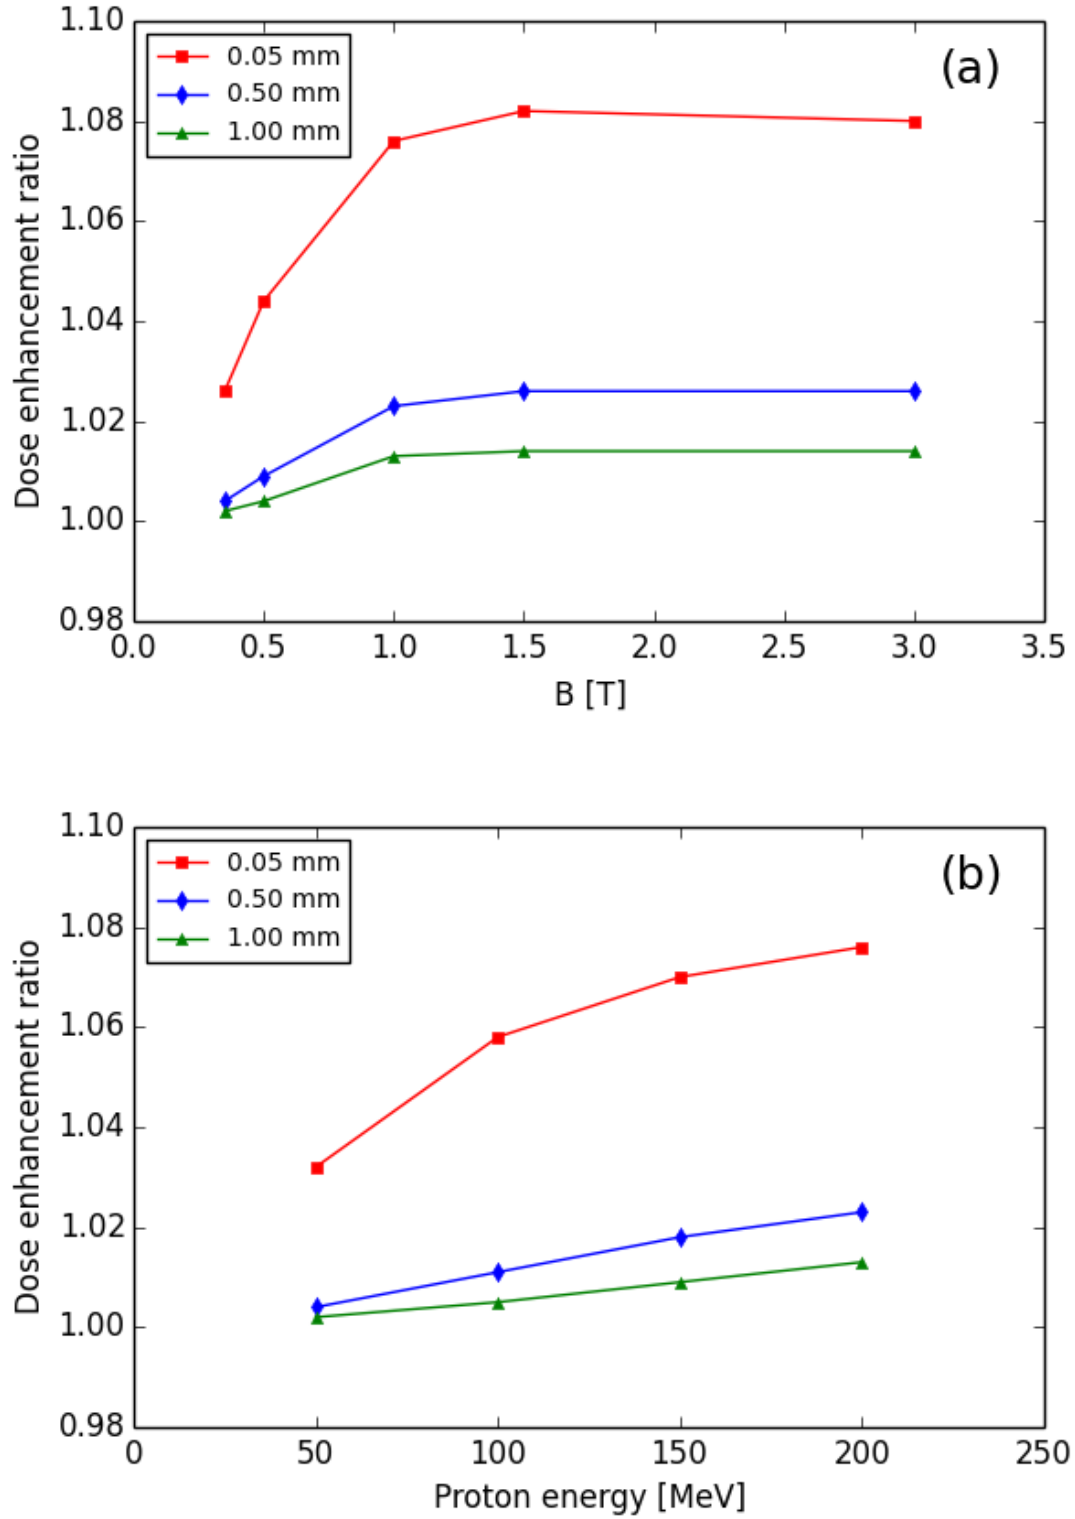 1.10
1.08
1.06
1.04
1.02
1.00
0.98
Dose enhancement ratio
0.05 mm
0.50 mm
1.00 mm
(a)
0.0 0.5 1.0 1.5 2.0 2.5 3.0 3.5
B [T]
1.10
1.08
1.06
1.04
1.02
1.00
0.98
Dose enhancement ratio
0.05 mm
0.50 mm
1.00 mm
(b)
0 50 100 150 200 250
Proton energy [MeV]